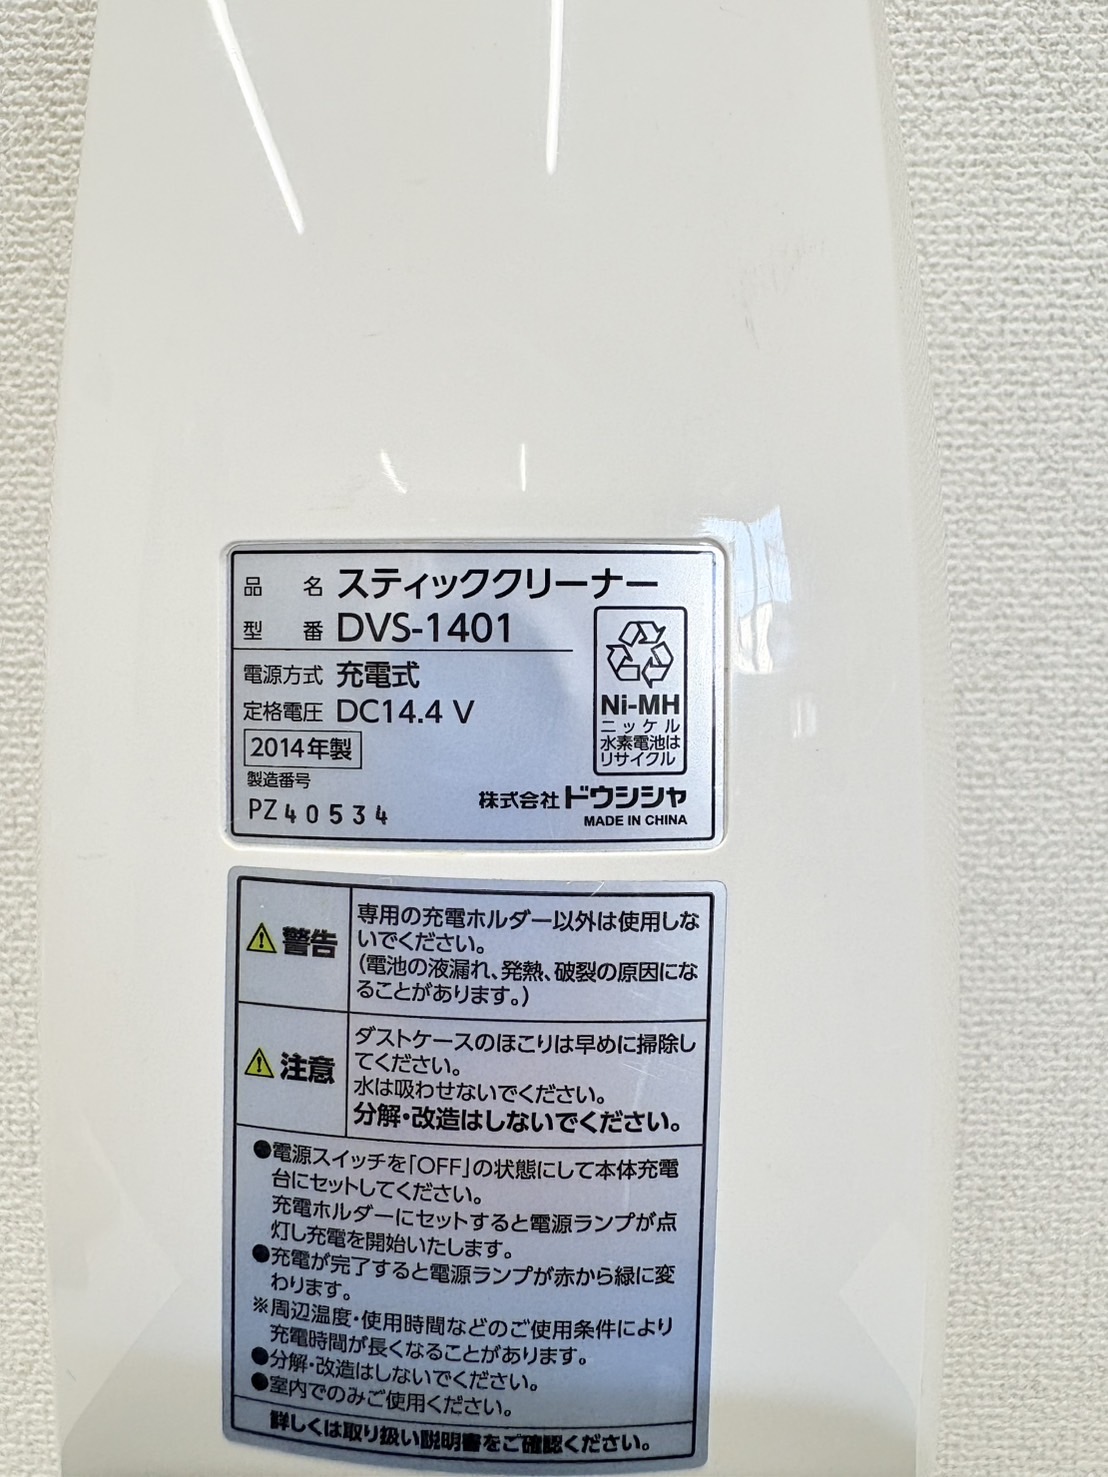 品名 スティッククリーナー
型番 DVS-1401
電源方式 充電式
定格電圧 DC14.4 V
2014年製
製造番号
PZ40534
Ni-MH
ニッケル
水素電池は
リサイクル
株式会社ドウシシャ
MADE IN CHINA
警告
専用の充電ホルダー以外は使用しな
いでください。
(電池の液漏れ、発熱、破裂の原因にな
ることがあります。)
注意
ダストケースのほこりは早めに掃除し
てください。
水は吸わせないでください。
分解・改造はしないでください。
●電源スイッチを「OFF」の状態にして本体充電
台にセットしてください。
充電ホルダーにセットすると電源ランプが点
灯し充電を開始いたします。
●充電が完了すると電源ランプが赤から緑に変
わります。
※周辺温度・使用時間などのご使用条件により
充電時間が長くなることがあります。
●分解・改造はしないでください。
●室内でのみご使用ください。
詳しくは取り扱い説明書をご確認ください。